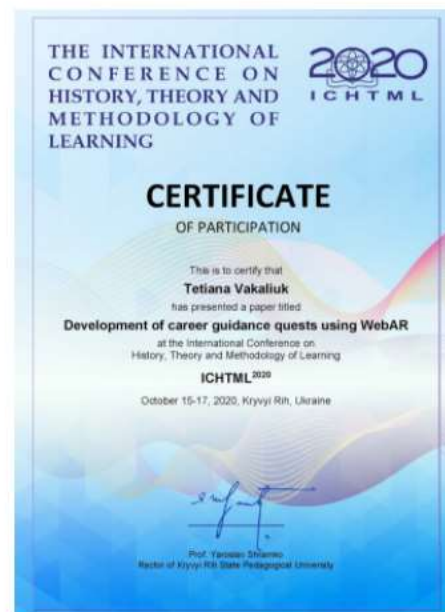 THE INTERNATIONAL
CONFERENCE ON
HISTORY, THEORY AND
METHODOLOGY OF
LEARNING
2020
ICHTML
CERTIFICATE
OF PARTICIPATION
This is to certify that
Tetiana Vakaliuk
has presented a paper titled
Development of career guidance quests using WebAR
at the International Conference on
History, Theory and Methodology of Learning
ICHTML2020
October 15-17, 2020, Kryvyi Rih, Ukraine
Prof. Yaroslav Shramko
Rector of Kryvyi Rih State Pedagogical University